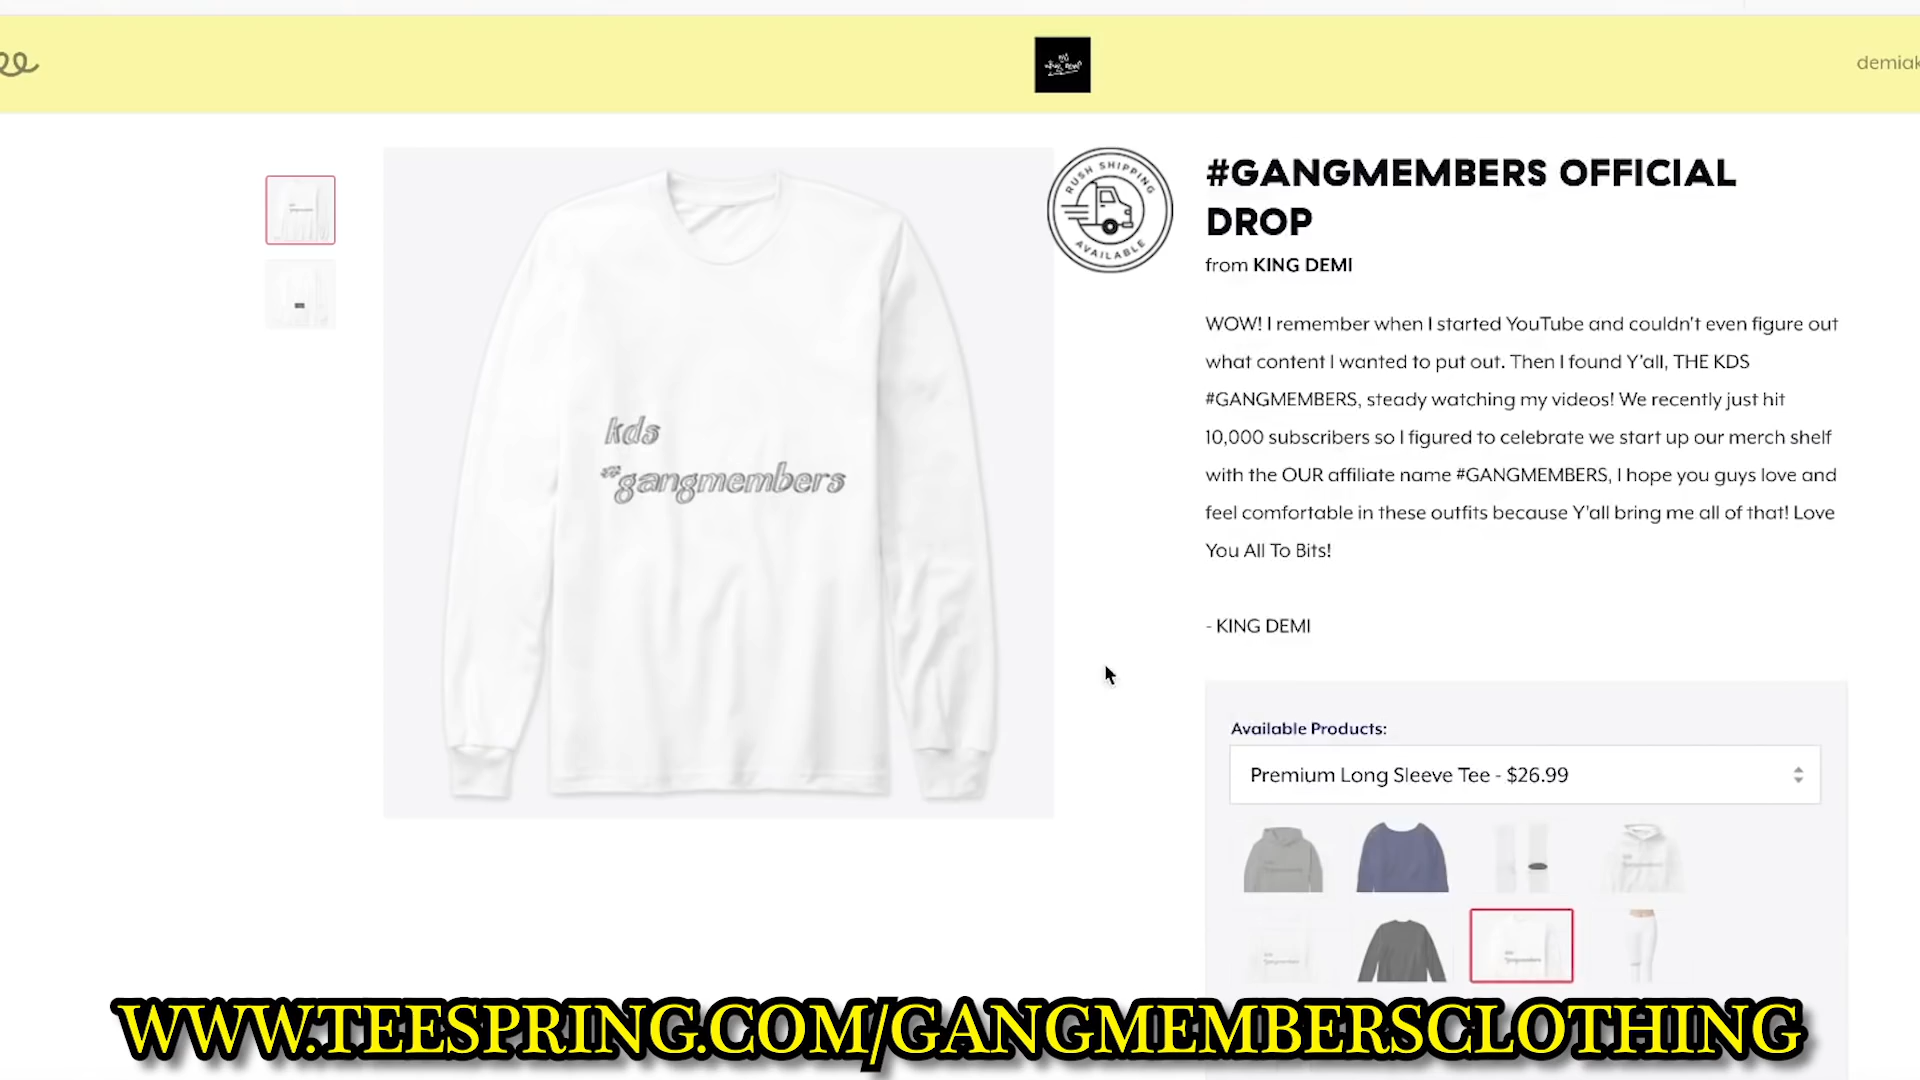 demiak
RUSH SHIPPING
AVAILABLE
#GANGMEMBERS OFFICIAL
DROP
from KING DEMI
WOW! I remember when I started YouTube and couldn't even figure out
what content I wanted to put out. Then I found Y'all, THE KDS
#GANGMEMBERS, steady watching my videos! We recently just hit
10,000 subscribers so I figured to celebrate we start up our merch shelf
with the OUR affiliate name #GANGMEMBERS, I hope you guys love and
feel comfortable in these outfits because Y'all bring me all of that! Love
You All To Bits!
- KING DEMI
kds
#gangmembers
Available Products:
Premium Long Sleeve Tee - $26.99
WWW.TEESPRING.COM/GANGMEMBERSCLOTHING